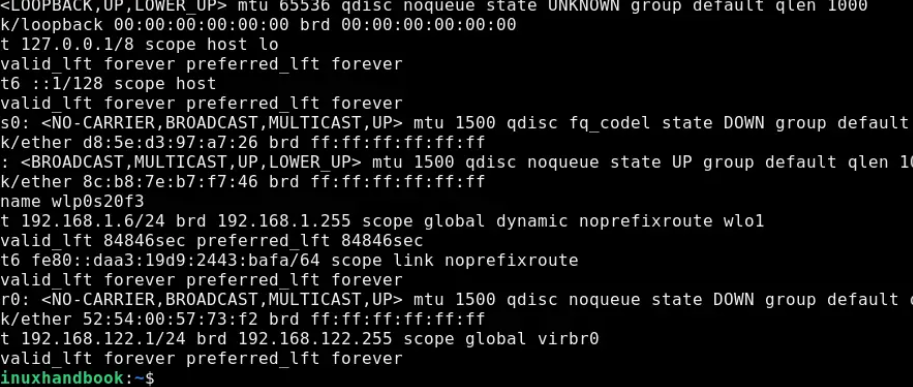 <LOOPBACK,UP,LOWER_UP> mtu 65536 qdisc noqueue state UNKNOWN group default qlen 1000
k/loopback 00:00:00:00:00:00 brd 00:00:00:00:00:00
t 127.0.0.1/8 scope host lo
valid_lft forever preferred_lft forever
t6 ::1/128 scope host
valid_lft forever preferred_lft forever
s0: <NO-CARRIER,BROADCAST,MULTICAST,UP> mtu 1500 qdisc fq_codel state DOWN group default
k/ether d8:5e:d3:97:a7:26 brd ff:ff:ff:ff:ff:ff
: <BROADCAST,MULTICAST,UP,LOWER_UP> mtu 1500 qdisc noqueue state UP group default qlen 10
k/ether 8c:b8:7e:b7:f7:46 brd ff:ff:ff:ff:ff:ff
name wlp0s20f3
t 192.168.1.6/24 brd 192.168.1.255 scope global dynamic noprefixroute wlo1
valid_lft 84846sec preferred_lft 84846sec
t6 fe80::daa3:19d9:2443:bafa/64 scope link noprefixroute
valid_lft forever preferred_lft forever
r0: <NO-CARRIER,BROADCAST,MULTICAST,UP> mtu 1500 qdisc noqueue state DOWN group default
k/ether 52:54:00:57:73:f2 brd ff:ff:ff:ff:ff:ff
t 192.168.122.1/24 brd 192.168.122.255 scope global virbr0
valid_lft forever preferred_lft forever
inuxhandbook:~$